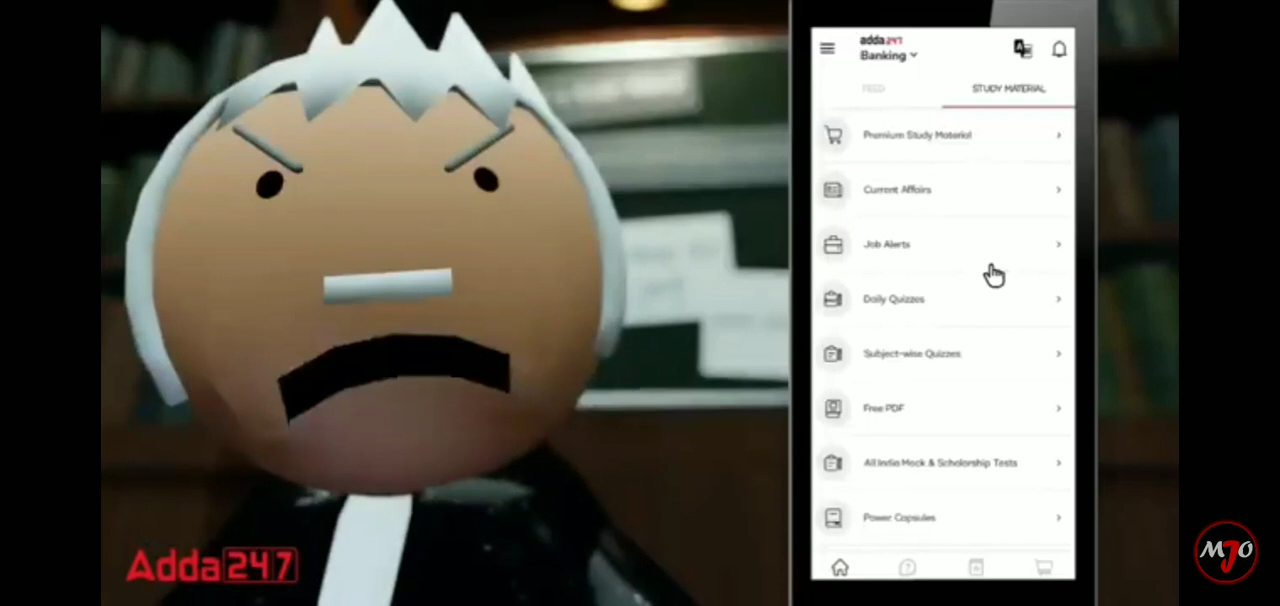 adda247
Banking
FEED
STUDY MATERIAL
Premium Study Material
Current Affairs
Job Alerts
Daily Quizzes
Subject-wise Quizzes
Free PDF
All India Mock & Scholarship Tests
Power Capsules
Adda247
MJO